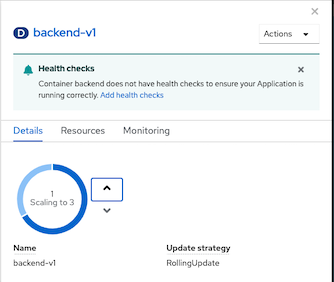 D backend-v1
Actions
Health checks
Container backend does not have health checks to ensure your Application is
running correctly. Add health checks
Details Resources Monitoring
1
Scaling to 3
Name Update strategy
backend-v1 RollingUpdate